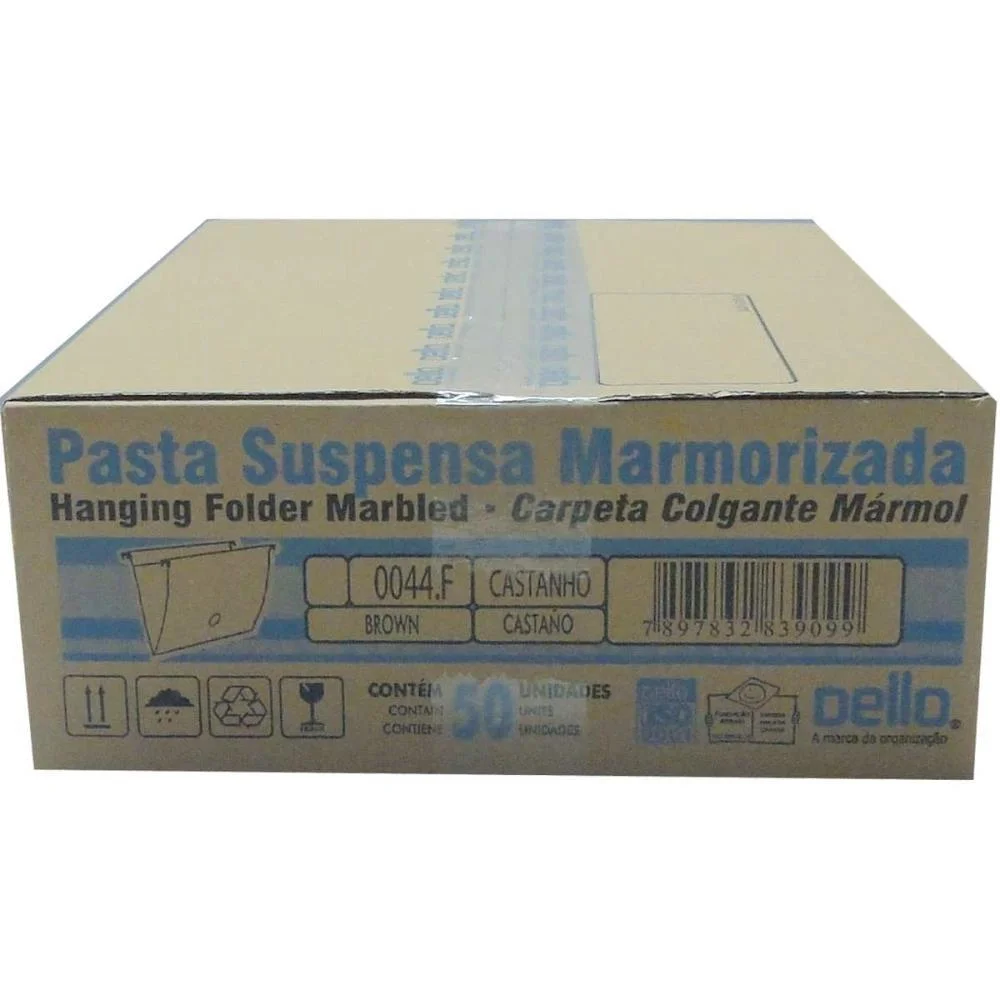 Pasta Suspensa Marmorizada
Hanging Folder Marbled - Carpeta Colgante Mármol
0044.F CASTANHO
BROWN CASTAÑO
7 897832 839099
CONTÉM 50 UNIDADES
CONTAIN UNITS
CONTIENE UNIDADES
ISO
dello®
A marca da organização